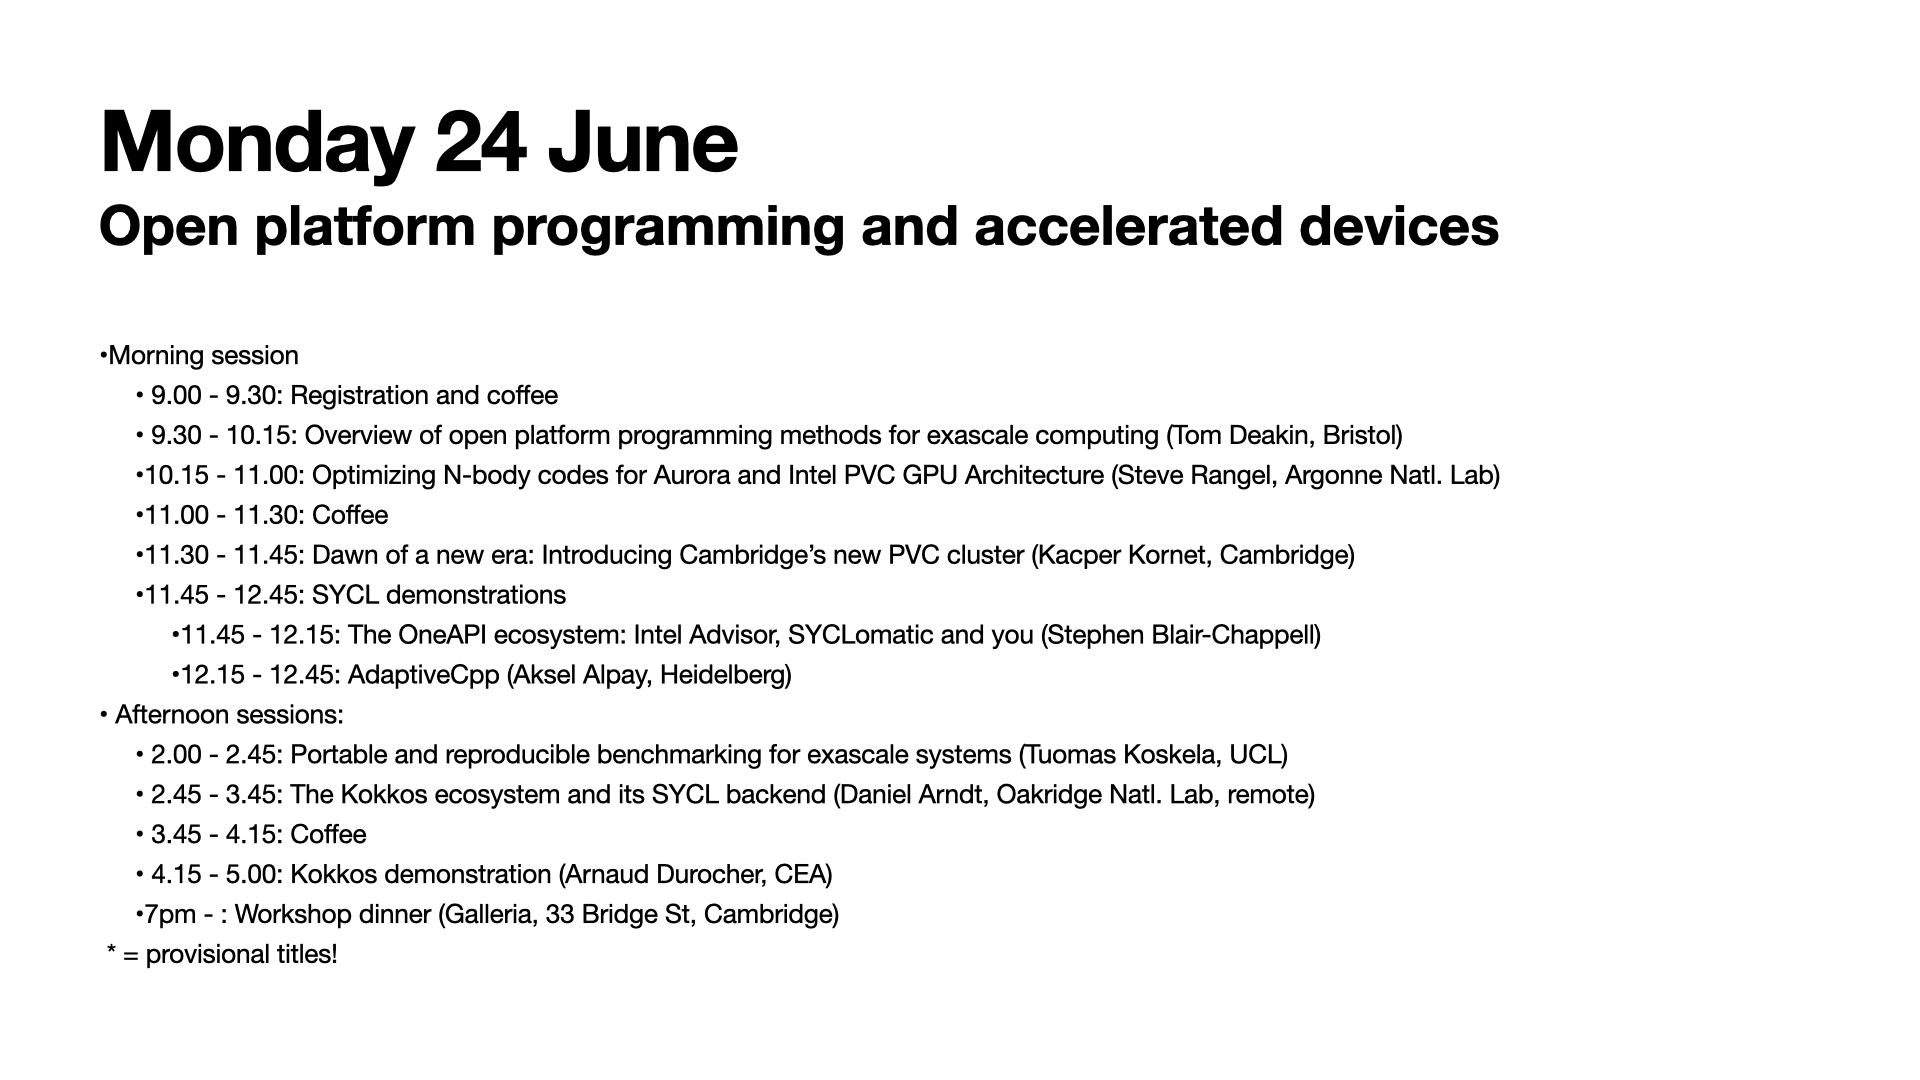 Monday 24 June
Open platform programming and accelerated devices
•Morning session
• 9.00 - 9.30: Registration and coffee
• 9.30 - 10.15: Overview of open platform programming methods for exascale computing (Tom Deakin, Bristol)
•10.15 - 11.00: Optimizing N-body codes for Aurora and Intel PVC GPU Architecture (Steve Rangel, Argonne Natl. Lab)
•11.00 - 11.30: Coffee
•11.30 - 11.45: Dawn of a new era: Introducing Cambridge’s new PVC cluster (Kacper Kornet, Cambridge)
•11.45 - 12.45: SYCL demonstrations
•11.45 - 12.15: The OneAPI ecosystem: Intel Advisor, SYCLomatic and you (Stephen Blair-Chappell)
•12.15 - 12.45: AdaptiveCpp (Aksel Alpay, Heidelberg)
• Afternoon sessions:
• 2.00 - 2.45: Portable and reproducible benchmarking for exascale systems (Tuomas Koskela, UCL)
• 2.45 - 3.45: The Kokkos ecosystem and its SYCL backend (Daniel Arndt, Oakridge Natl. Lab, remote)
• 3.45 - 4.15: Coffee
• 4.15 - 5.00: Kokkos demonstration (Arnaud Durocher, CEA)
•7pm - : Workshop dinner (Galleria, 33 Bridge St, Cambridge)
* = provisional titles!